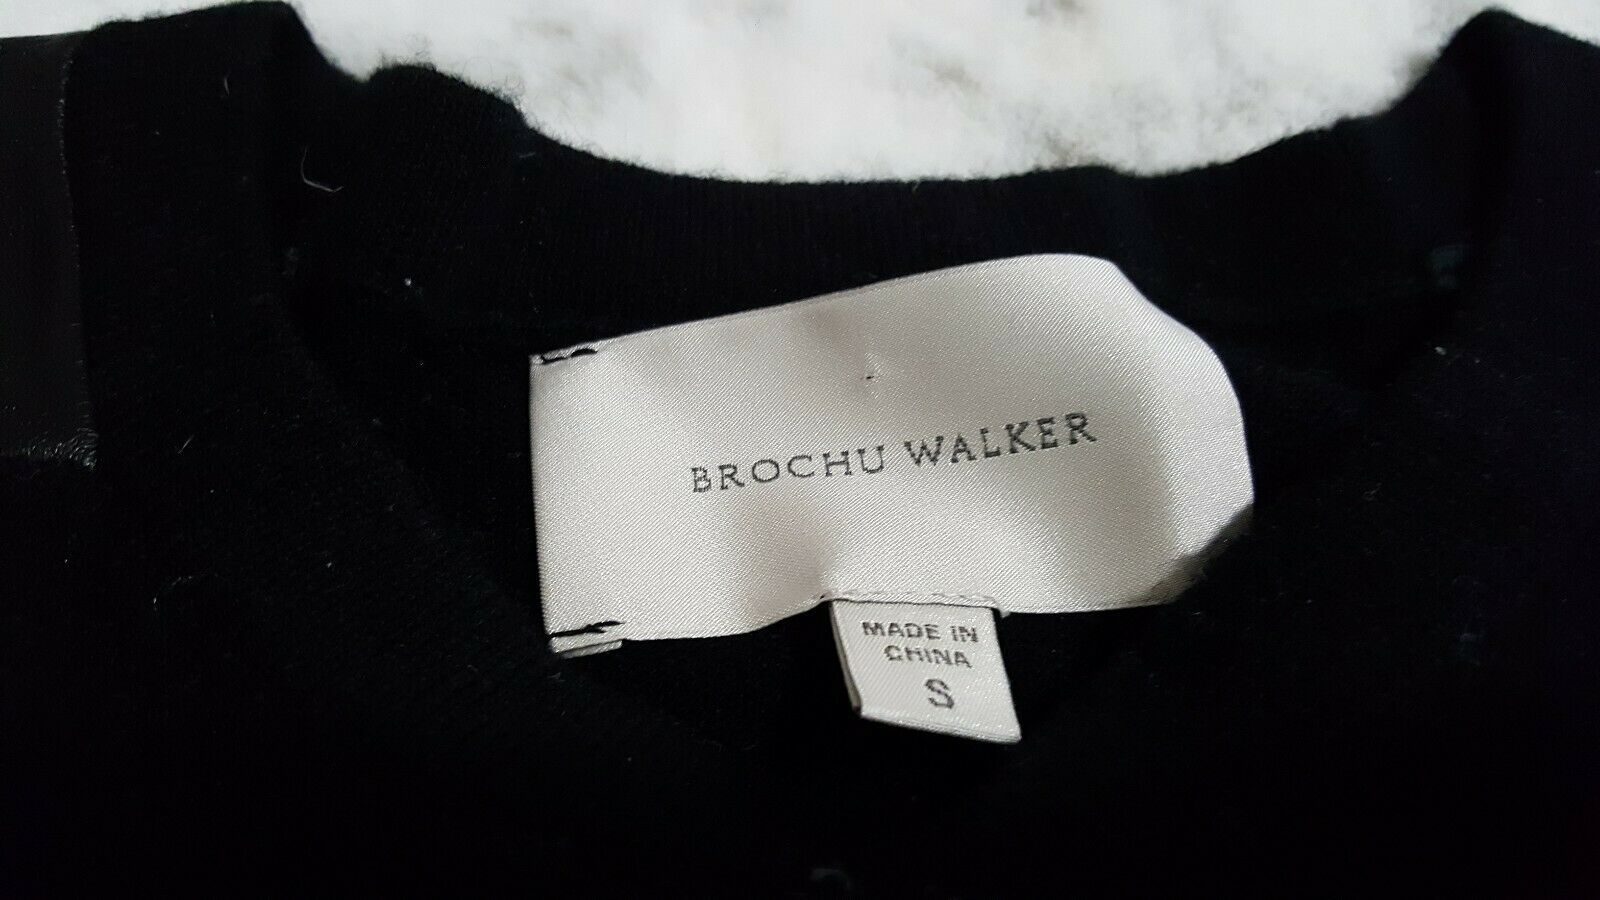 BROCHU WALKER
MADE IN
CHINA
S